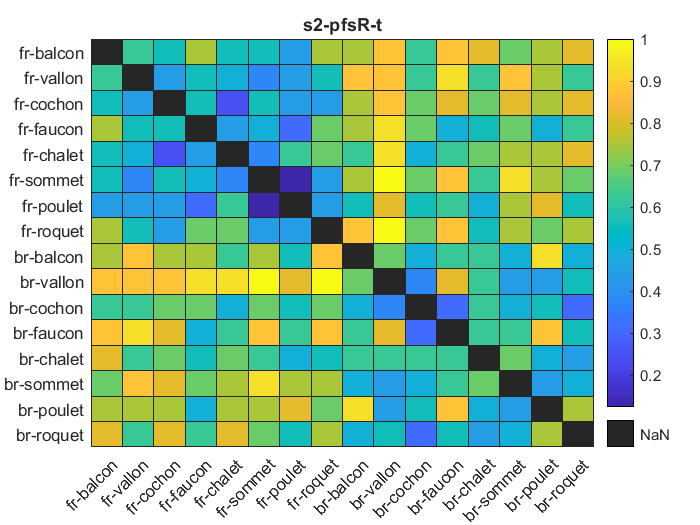 s2-pfsR-t
fr-balcon
fr-vallon
fr-cochon
fr-faucon
fr-chalet
fr-sommet
fr-poulet
fr-roquet
br-balcon
br-vallon
br-cochon
br-faucon
br-chalet
br-sommet
br-poulet
br-roquet
fr-balcon
fr-vallon
fr-cochon
fr-faucon
fr-chalet
fr-sommet
fr-poulet
fr-roquet
br-balcon
br-vallon
br-cochon
br-faucon
br-chalet
br-sommet
br-poulet
br-roquet
1
0.9
0.8
0.7
0.6
0.5
0.4
0.3
0.2
NaN